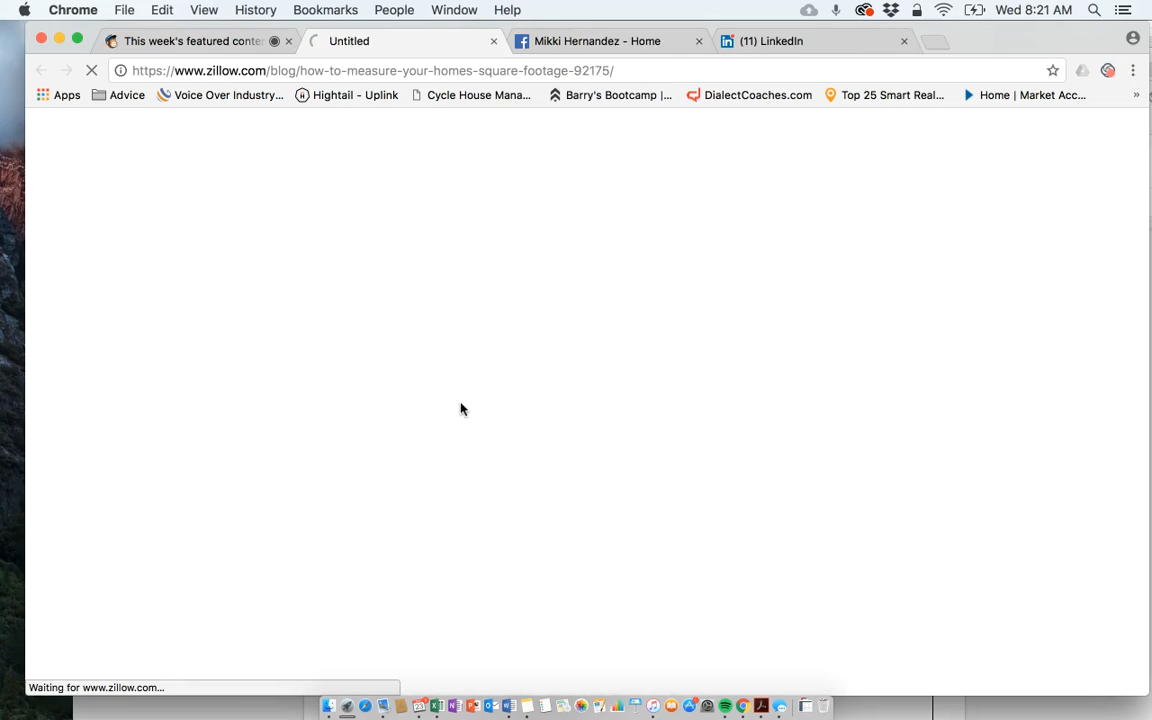 Chrome File Edit View History Bookmarks People Window Help Wed 8:21 AM
This week's featured conter Untitled Mikki Hernandez - Home (11) LinkedIn
https://www.zillow.com/blog/how-to-measure-your-homes-square-footage-92175/
Apps Advice Voice Over Industry... Hightail - Uplink Cycle House Mana... Barry's Bootcamp |... DialectCoaches.com Top 25 Smart Real... Home | Market Acc... »
Waiting for www.zillow.com...